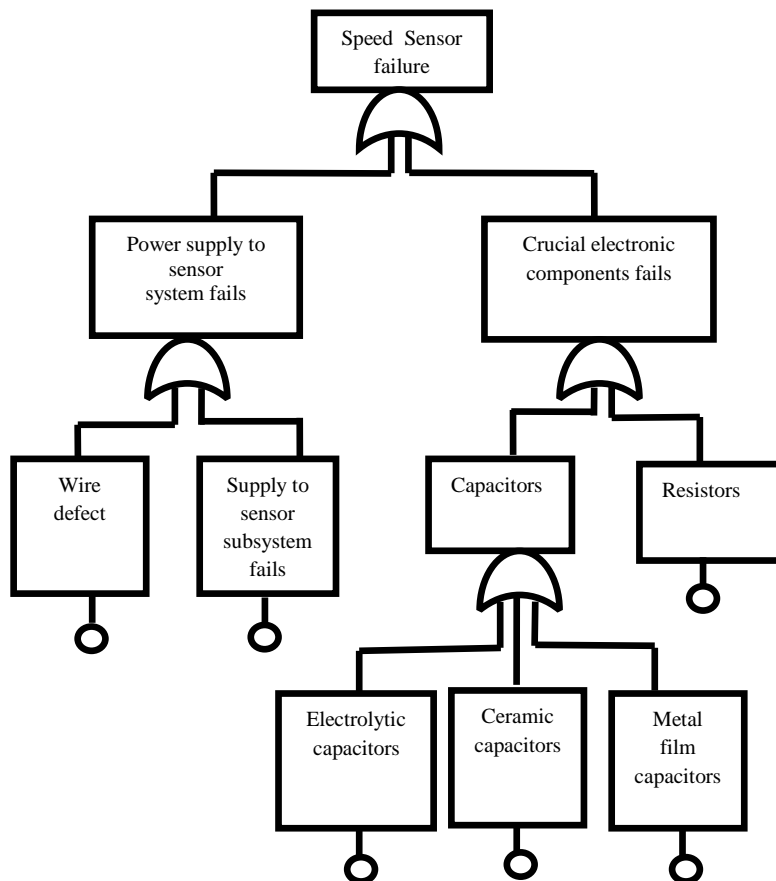 Speed Sensor
failure
Power supply to
sensor
system fails
Crucial electronic
components fails
Wire
defect
Supply to
sensor
subsystem
fails
Capacitors
Resistors
Electrolytic
capacitors
Ceramic
capacitors
Metal
film
capacitors